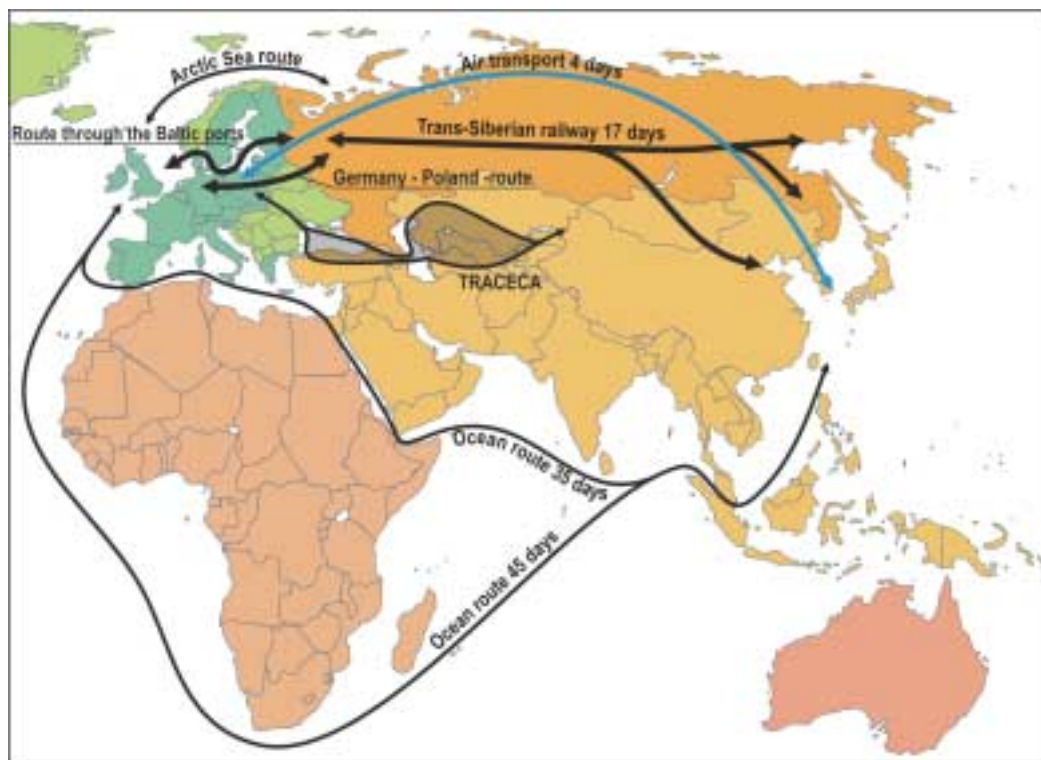 Arctic Sea route
Air transport 4 days
Route through the Baltic ports
Trans-Siberian railway 17 days
Germany - Poland -route
TRACECA
Ocean route 35 days
Ocean route 45 days